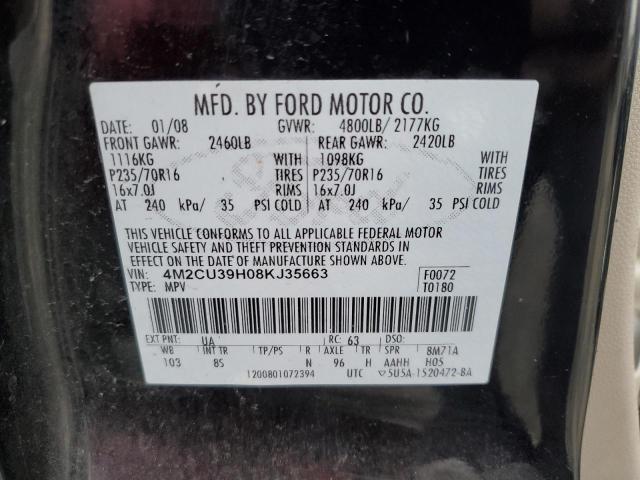 MFD. BY FORD MOTOR CO.
DATE: 01/08 GVWR: 4800LB/ 2177KG
FRONT GAWR: 2460LB REAR GAWR: 2420LB
1116KG WITH 1098KG WITH
P235/70R16 TIRES P235/70R16 TIRES
16x7.0J RIMS 16x7.0J RIMS
AT 240 kPa/ 35 PSI COLD AT 240 kPa/ 35 PSI COLD
THIS VEHICLE CONFORMS TO ALL APPLICABLE FEDERAL MOTOR
VEHICLE SAFETY AND THEFT PREVENTION STANDARDS IN
EFFECT ON THE DATE OF MANUFACTURE SHOWN ABOVE.
VIN: 4M2CU39H08KJ35663 F0072
TYPE: MPV T0180
EXT PNT: UA RC: 63 DSO:
WB INT TR TP/PS R AXLE TR SPR 8M71A
103 8S N 96 H AAHH H05
1200801072394 UTC ▽5U5A-1520472-BA